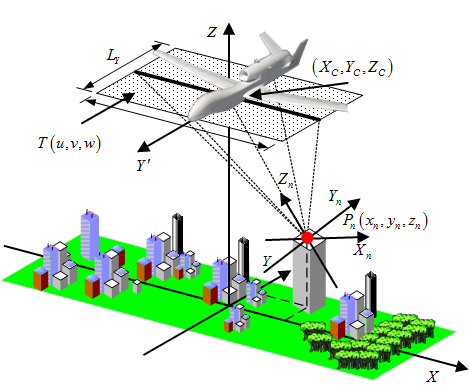 Z
L_Y
(X_C, Y_C, Z_C)
T(u, v, w)
Y'
Z_n
Y_n
P_n(x_n, y_n, z_n)
X_n
Y
X